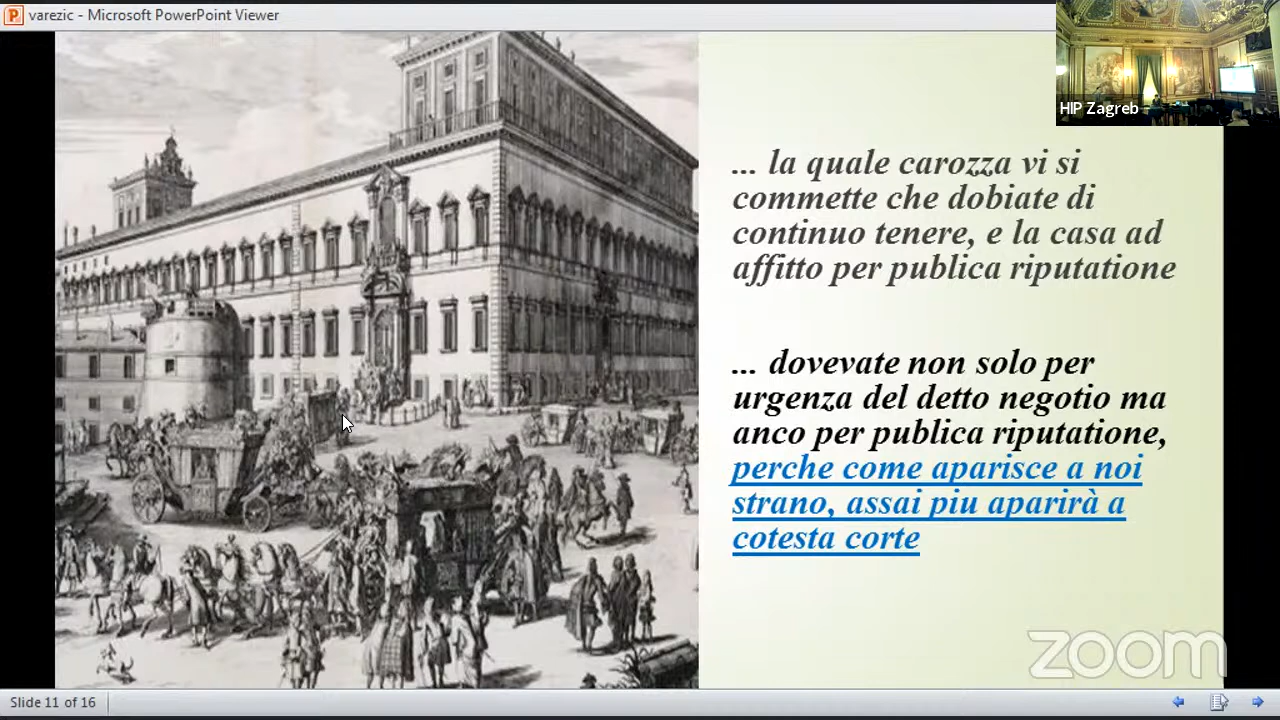 varezic - Microsoft PowerPoint Viewer
HIP Zagreb
... la quale carozza vi si
commette che dobiate di
continuo tenere, e la casa ad
affitto per publica riputatione
... dovevate non solo per
urgenza del detto negotio ma
anco per publica riputatione,
perche come aparisce a noi
strano, assai piu aparirà a
cotesta corte
zoom
Slide 11 of 16